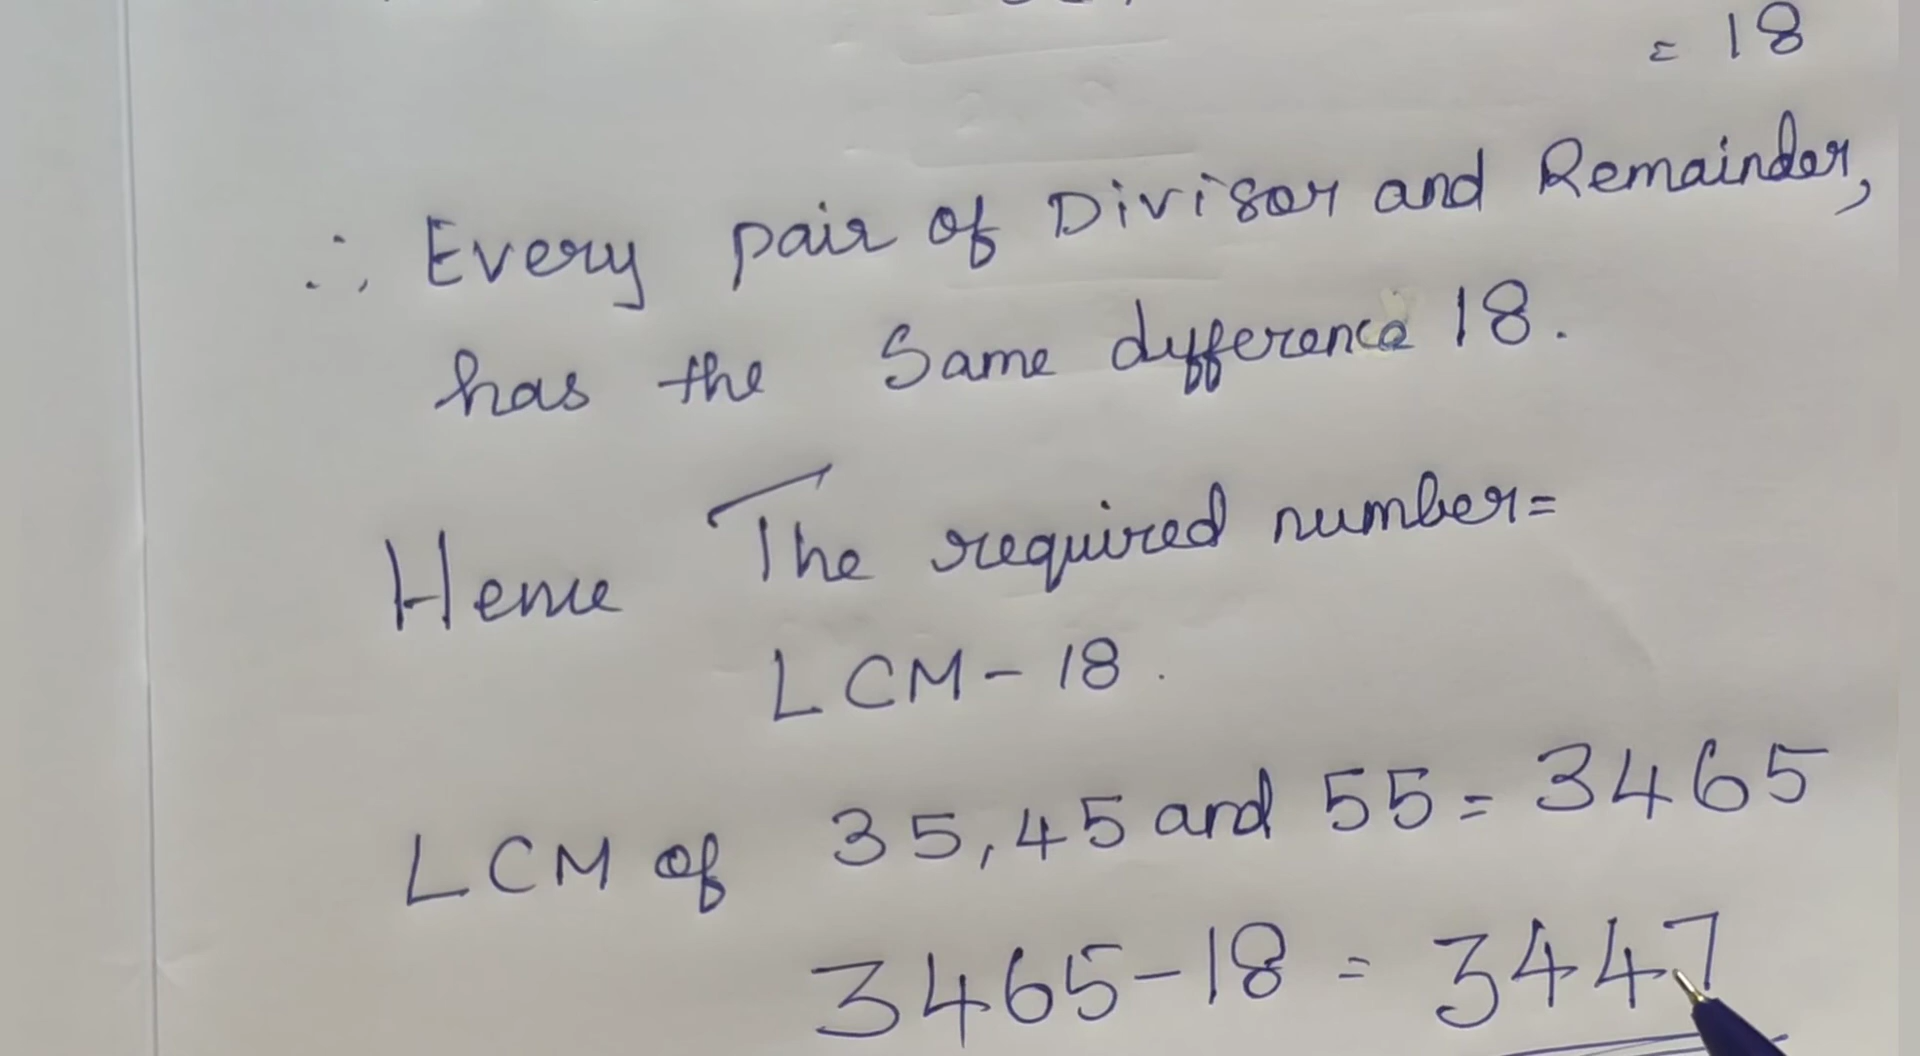 = 18
∴ Every pair of Divisor and Remainder,
has the Same difference 18.
Hence The required number =
LCM - 18.
LCM of 35, 45 and 55 = 3465
3465 - 18 = 3447